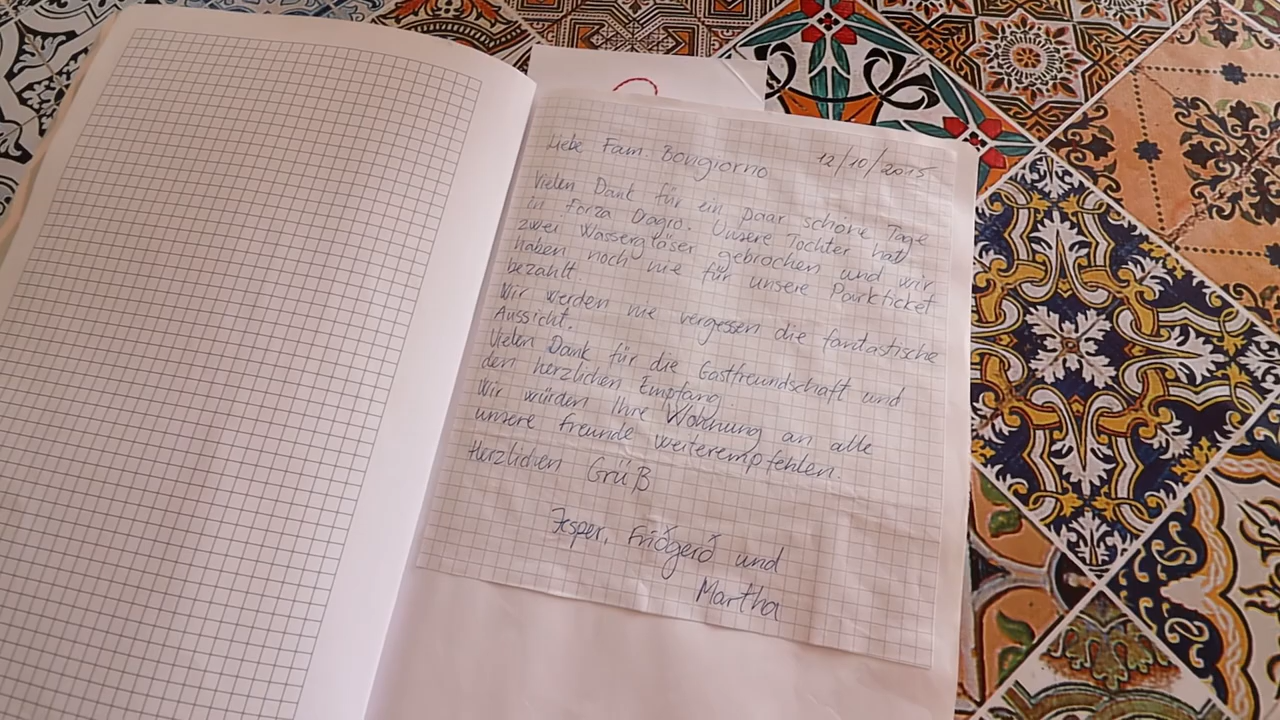 Liebe Fam. Bongiorno 12/10/2015
Vielen Dank für ein paar schöne Tage
in Forza Dagro. Unsere Tochter hat
zwei Wassergläser gebrochen und wir
haben noch nie für unsere Parkticket
bezahlt.
Wir werden nie vergessen die fantastische
Aussicht.
Vielen Dank für die Gastfreundschaft und
den herzlichen Empfang.
Wir würden Ihre Wohnung an alle
unsere freunde weiterempfehlen.
Herzlichen Grüß
Jesper, Friðgerð und
Martha